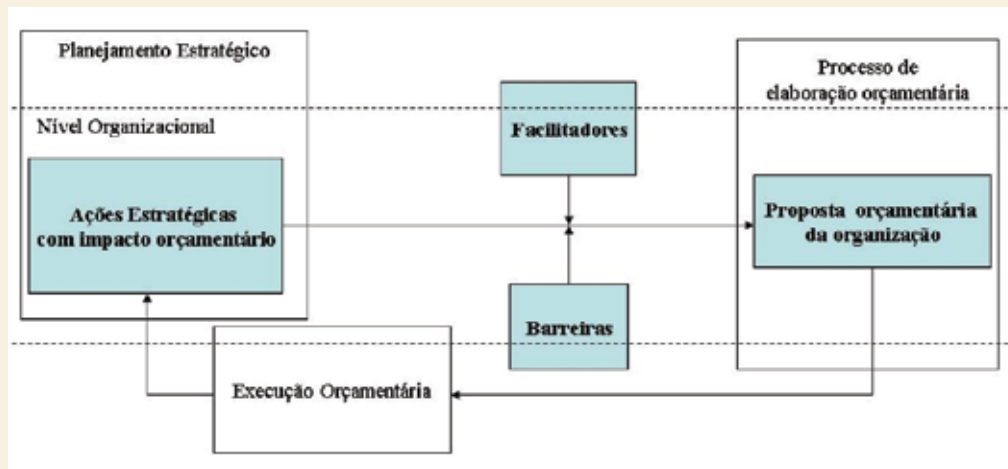 Planejamento Estratégico
Nível Organizacional
Ações Estratégicas
com impacto orçamentário
Facilitadores
Barreiras
Processo de
elaboração orçamentária
Proposta orçamentária
da organização
Execução Orçamentária